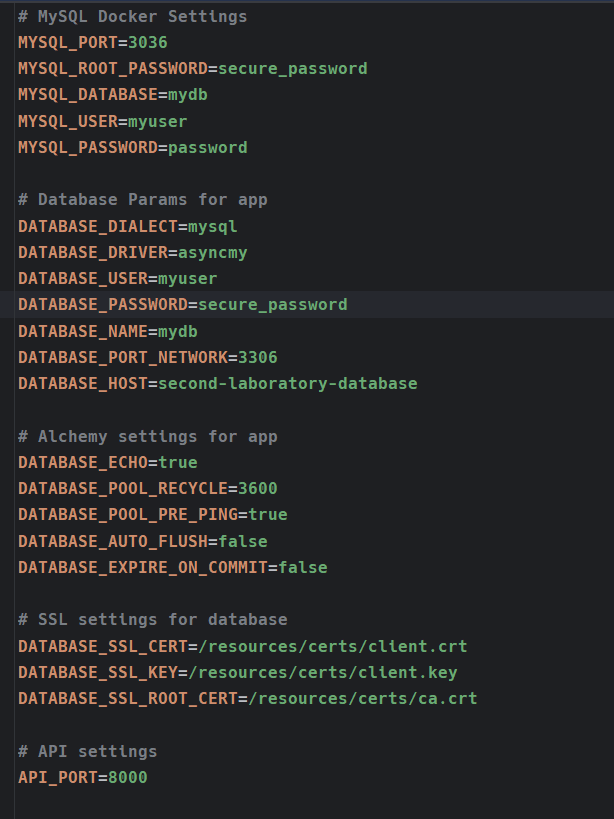 # MySQL Docker Settings
MYSQL_PORT=3036
MYSQL_ROOT_PASSWORD=secure_password
MYSQL_DATABASE=mydb
MYSQL_USER=myuser
MYSQL_PASSWORD=password
# Database Params for app
DATABASE_DIALECT=mysql
DATABASE_DRIVER=asyncmy
DATABASE_USER=myuser
DATABASE_PASSWORD=secure_password
DATABASE_NAME=mydb
DATABASE_PORT_NETWORK=3306
DATABASE_HOST=second-laboratory-database
# Alchemy settings for app
DATABASE_ECHO=true
DATABASE_POOL_RECYCLE=3600
DATABASE_POOL_PRE_PING=true
DATABASE_AUTO_FLUSH=false
DATABASE_EXPIRE_ON_COMMIT=false
# SSL settings for database
DATABASE_SSL_CERT=/resources/certs/client.crt
DATABASE_SSL_KEY=/resources/certs/client.key
DATABASE_SSL_ROOT_CERT=/resources/certs/ca.crt
# API settings
API_PORT=8000